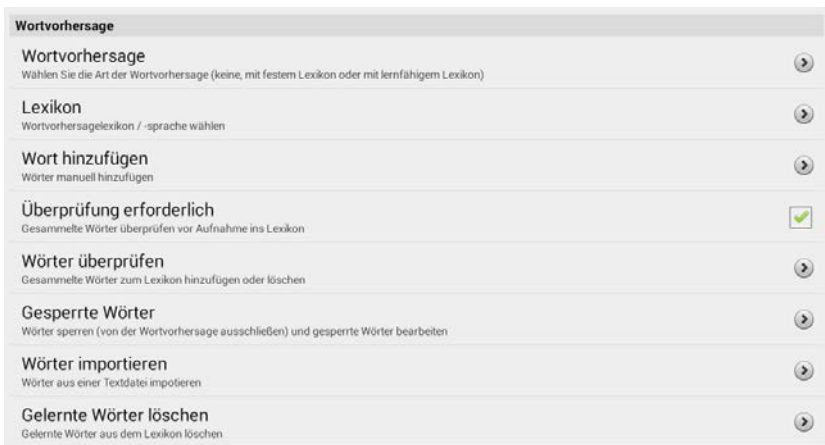 Wortvorhersage
Wortvorhersage
Wählen Sie die Art der Wortvorhersage (keine, mit festem Lexikon oder mit lernfähigem Lexikon)
Lexikon
Wortvorhersagelexikon / -sprache wählen
Wort hinzufügen
Wörter manuell hinzufügen
Überprüfung erforderlich
Gesammelte Wörter überprüfen vor Aufnahme ins Lexikon
Wörter überprüfen
Gesammelte Wörter zum Lexikon hinzufügen oder löschen
Gesperrte Wörter
Wörter sperren (von der Wortvorhersage ausschließen) und gesperrte Wörter bearbeiten
Wörter importieren
Wörter aus einer Textdatei impotieren
Gelernte Wörter löschen
Gelernte Wörter aus dem Lexikon löschen